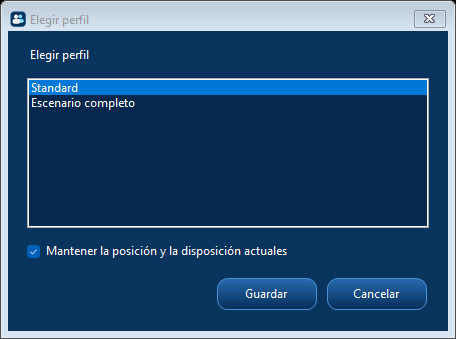 Elegir perfil
Elegir perfil
Standard
Escenario completo
Mantener la posición y la disposición actuales
Guardar
Cancelar